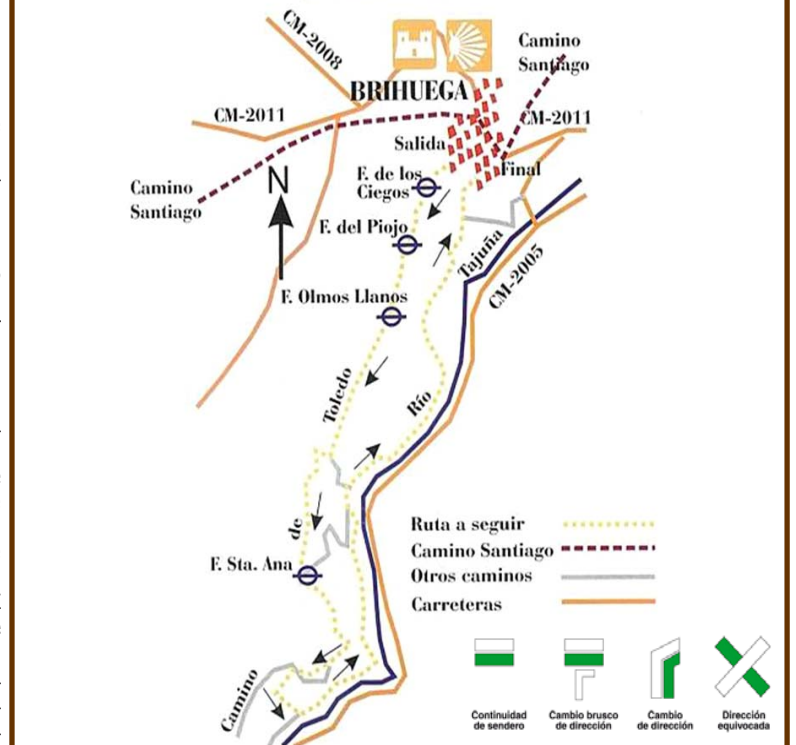 CM-2008
Camino
Santiago
BRIHUEGA
CM-2011
CM-2011
Salida
Final
F. de los
Ciegos
Camino
Santiago
N
F. del Piojo
Tajuña
CM-2005
F. Olmos Llanos
Toledo
Río
de
F. Sta. Ana
Camino
Ruta a seguir
Camino Santiago
Otros caminos
Carreteras
Continuidad
de sendero
Cambio brusco
de dirección
Cambio
de dirección
Dirección
equivocada